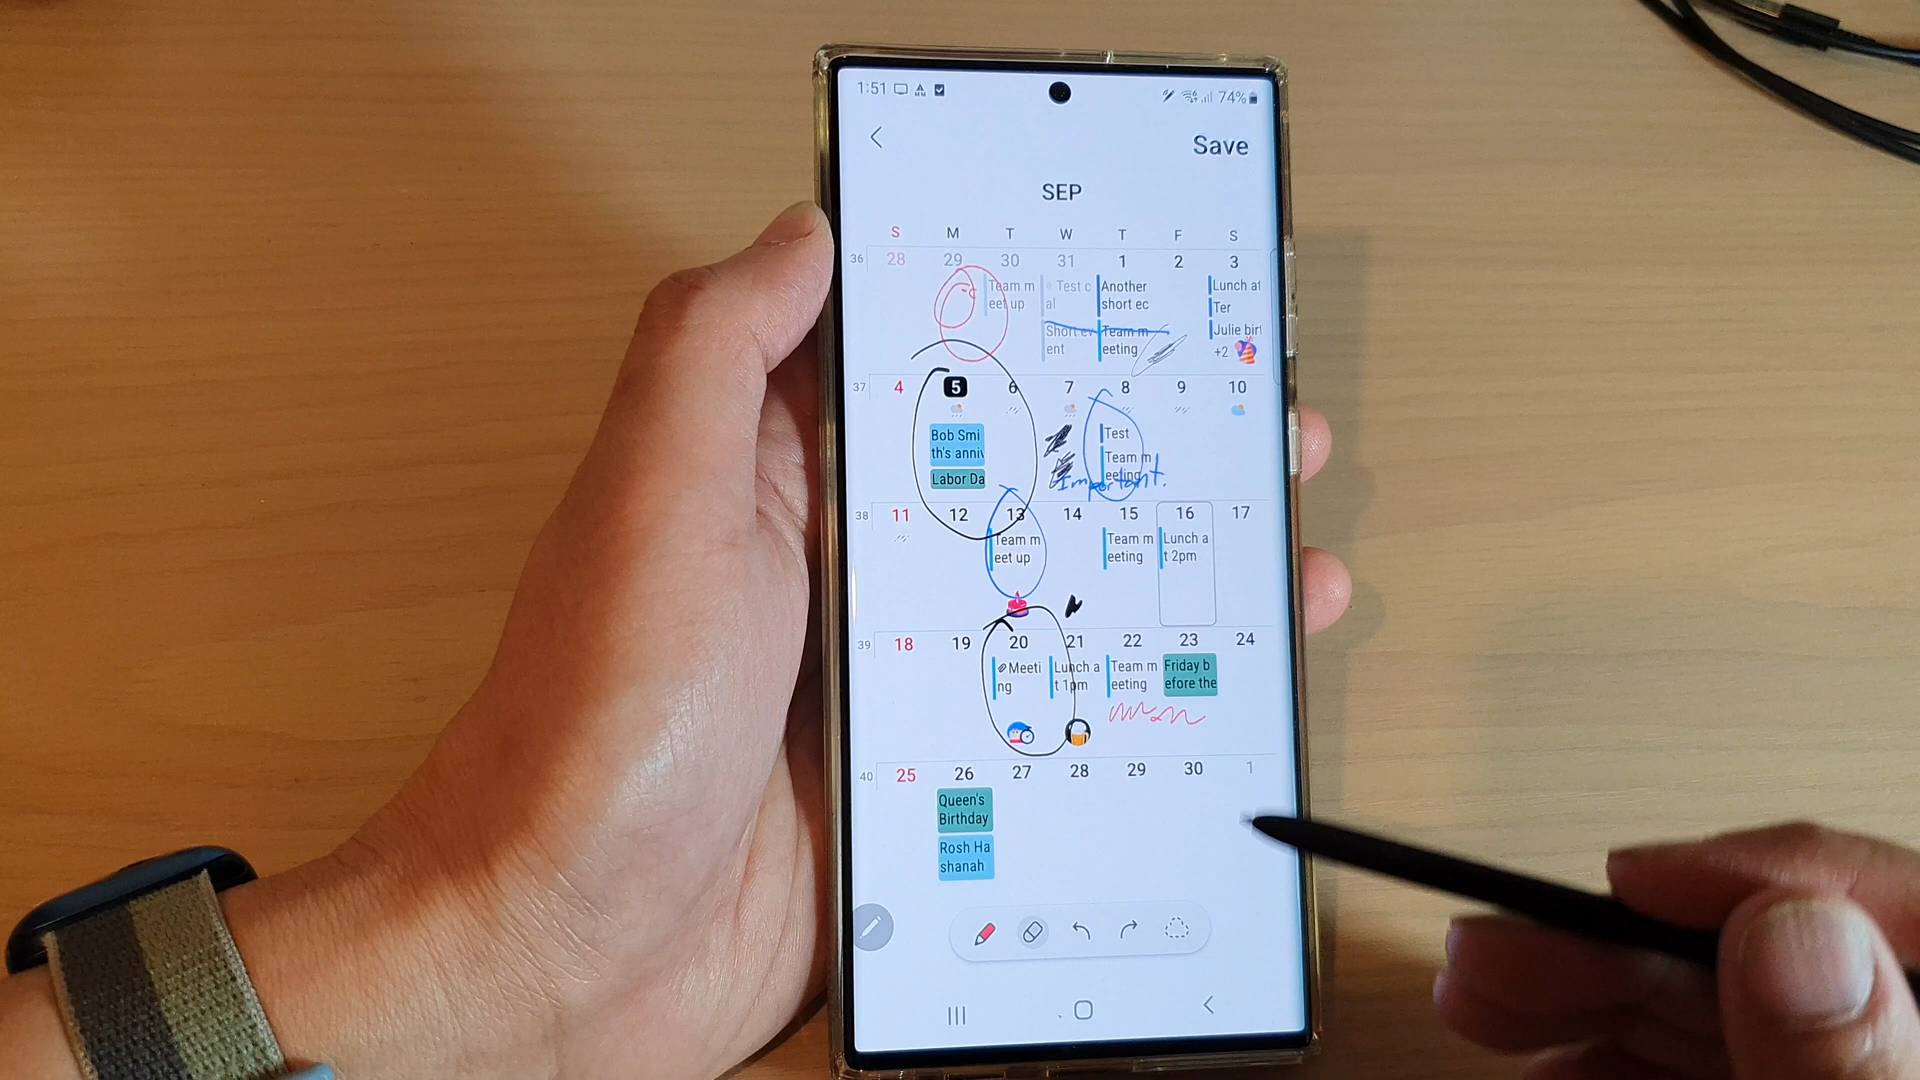 1:51 74%
Save
SEP
S M T W T F S
36 28 29 30 31 1 2 3
Team m
eet up
Test c
al
Short ev
ent
Another
short ec
Team m
eeting
Lunch at
Ter
Julie birt
+2
37 4 5 6 7 8 9 10
Bob Smi
th's anniv
Labor Da
Test
Team m
eeting
Important.
38 11 12 13 14 15 16 17
Team m
eet up
Team m
eeting
Lunch a
t 2pm
39 18 19 20 21 22 23 24
Meeti
ng
Lunch a
t 1pm
Team m
eeting
Friday b
efore the
40 25 26 27 28 29 30 1
Queen's
Birthday
Rosh Ha
shanah